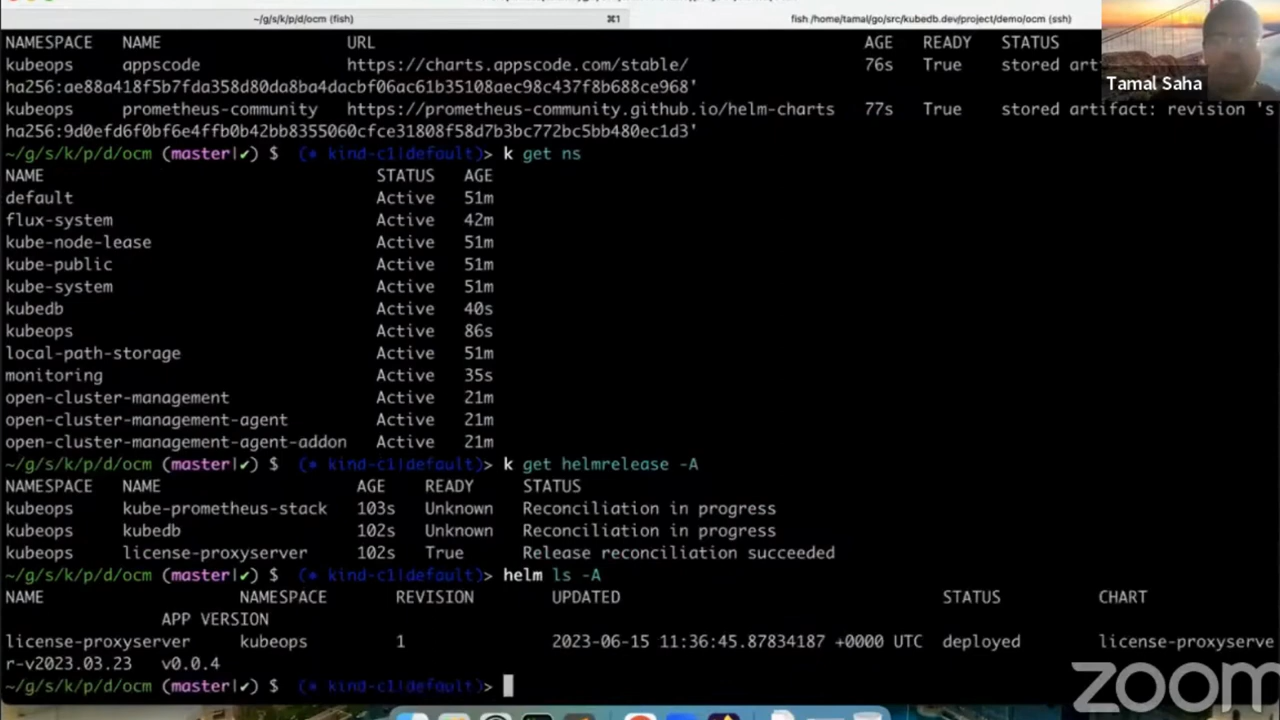 ~/g/s/k/p/d/ocm (fish) ⌘1 fish /home/tamal/go/src/kubedb.dev/project/demo/ocm (ssh)
NAMESPACE NAME URL AGE READY STATUS
kubeops appscode https://charts.appscode.com/stable/ 76s True stored art
ha256:ae88a418f5b7fda358d80da8ba4dacbf06ac61b35108aec98c437f8b688ce968'
kubeops prometheus-community https://prometheus-community.github.io/helm-charts 77s True stored artifact: revision 's
ha256:9d0efd6f0bf6e4ffb0b42bb8355060cfce31808f58d7b3bc772bc5bb480ec1d3'
~/g/s/k/p/d/ocm (master|✔) $ (* kind-c1|default)> k get ns
NAME STATUS AGE
default Active 51m
flux-system Active 42m
kube-node-lease Active 51m
kube-public Active 51m
kube-system Active 51m
kubedb Active 40s
kubeops Active 86s
local-path-storage Active 51m
monitoring Active 35s
open-cluster-management Active 21m
open-cluster-management-agent Active 21m
open-cluster-management-agent-addon Active 21m
~/g/s/k/p/d/ocm (master|✔) $ (* kind-c1|default)> k get helmrelease -A
NAMESPACE NAME AGE READY STATUS
kubeops kube-prometheus-stack 103s Unknown Reconciliation in progress
kubeops kubedb 102s Unknown Reconciliation in progress
kubeops license-proxyserver 102s True Release reconciliation succeeded
~/g/s/k/p/d/ocm (master|✔) $ (* kind-c1|default)> helm ls -A
NAME NAMESPACE REVISION UPDATED STATUS CHART
APP VERSION
license-proxyserver kubeops 1 2023-06-15 11:36:45.87834187 +0000 UTC deployed license-proxyserve
r-v2023.03.23 v0.0.4
~/g/s/k/p/d/ocm (master|✔) $ (* kind-c1|default)>
Tamal Saha
zoom